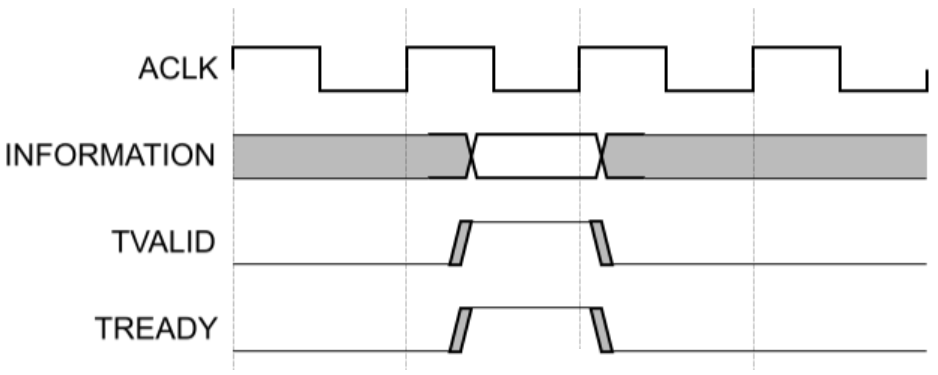 ACLK
INFORMATION
TVALID
TREADY